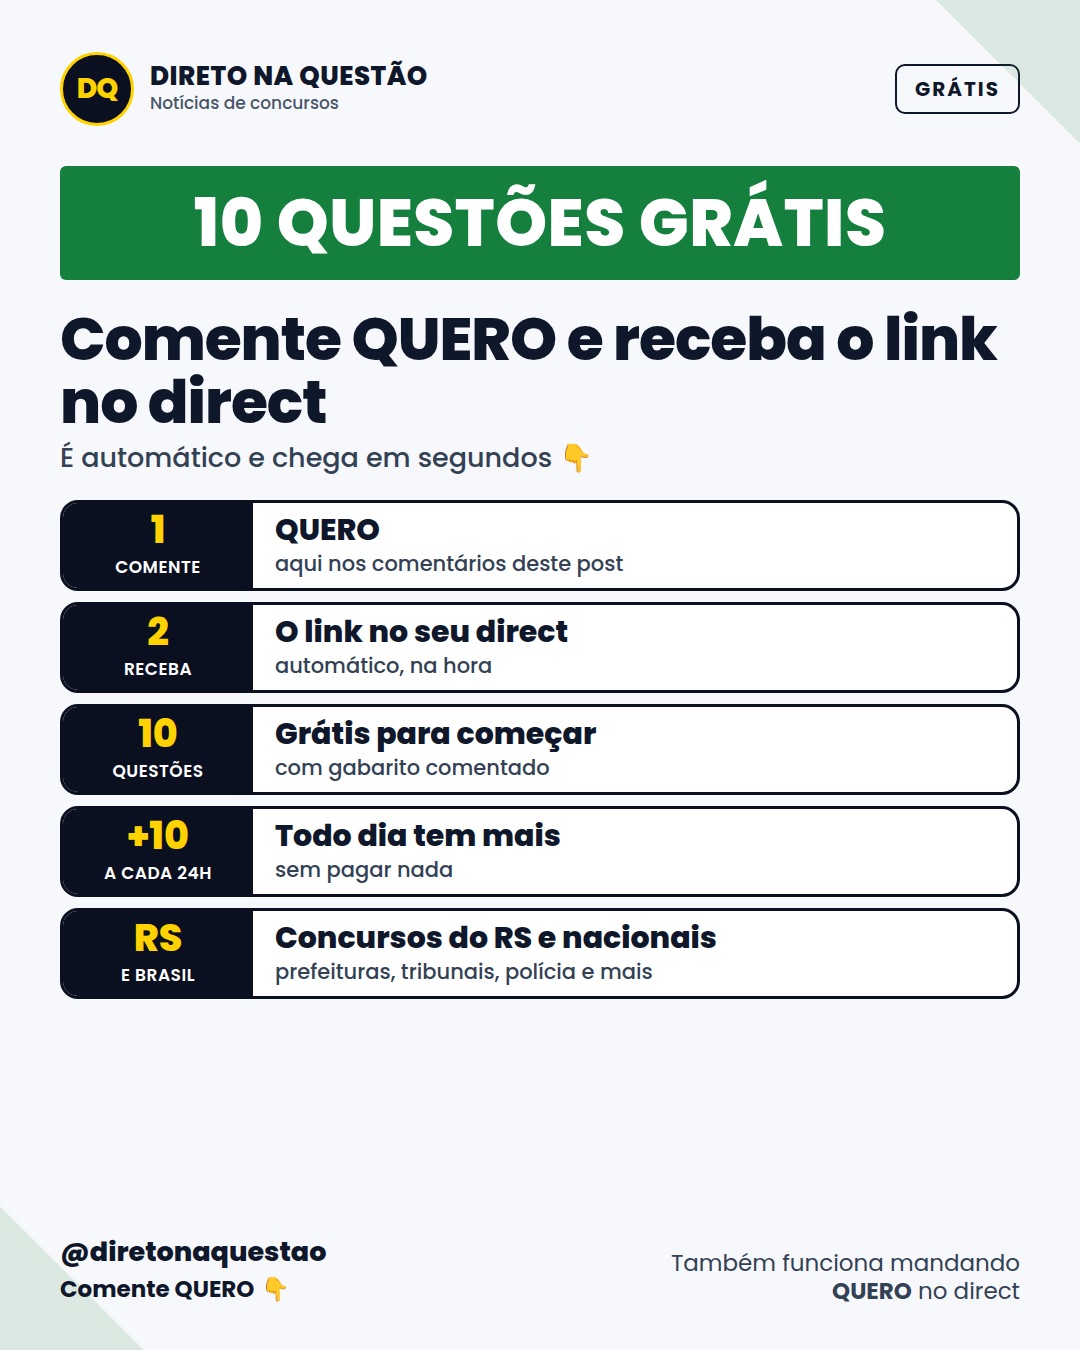 DQ
DIRETO NA QUESTÃO
Notícias de concursos
GRÁTIS
10 QUESTÕES GRÁTIS
Comente QUERO e receba o link
no direct
É automático e chega em segundos 👇
1
COMENTE
QUERO
aqui nos comentários deste post
2
RECEBA
O link no seu direct
automático, na hora
10
QUESTÕES
Grátis para começar
com gabarito comentado
+10
A CADA 24H
Todo dia tem mais
sem pagar nada
RS
E BRASIL
Concursos do RS e nacionais
prefeituras, tribunais, polícia e mais
@diretonaquestao
Comente QUERO 👇
Também funciona mandando
QUERO no direct